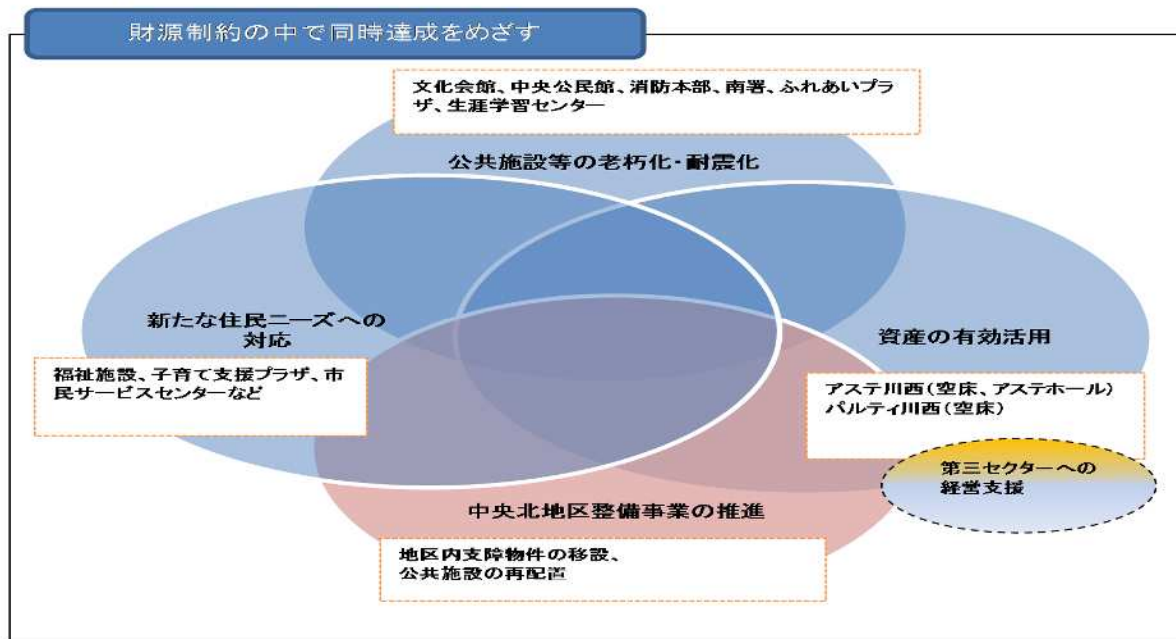 財源制約の中で同時達成をめざす
文化会館、中央公民館、消防本部、南署、ふれあいプラ
ザ、生涯学習センター
公共施設等の老朽化・耐震化
新たな住民ニーズへの
対応
福祉施設、子育て支援プラザ、市
民サービスセンターなど
資産の有効活用
アステ川西(空床、アステホール)
パルティ川西(空床)
第三セクターへの
経営支援
中央北地区整備事業の推進
地区内支障物件の移設、
公共施設の再配置